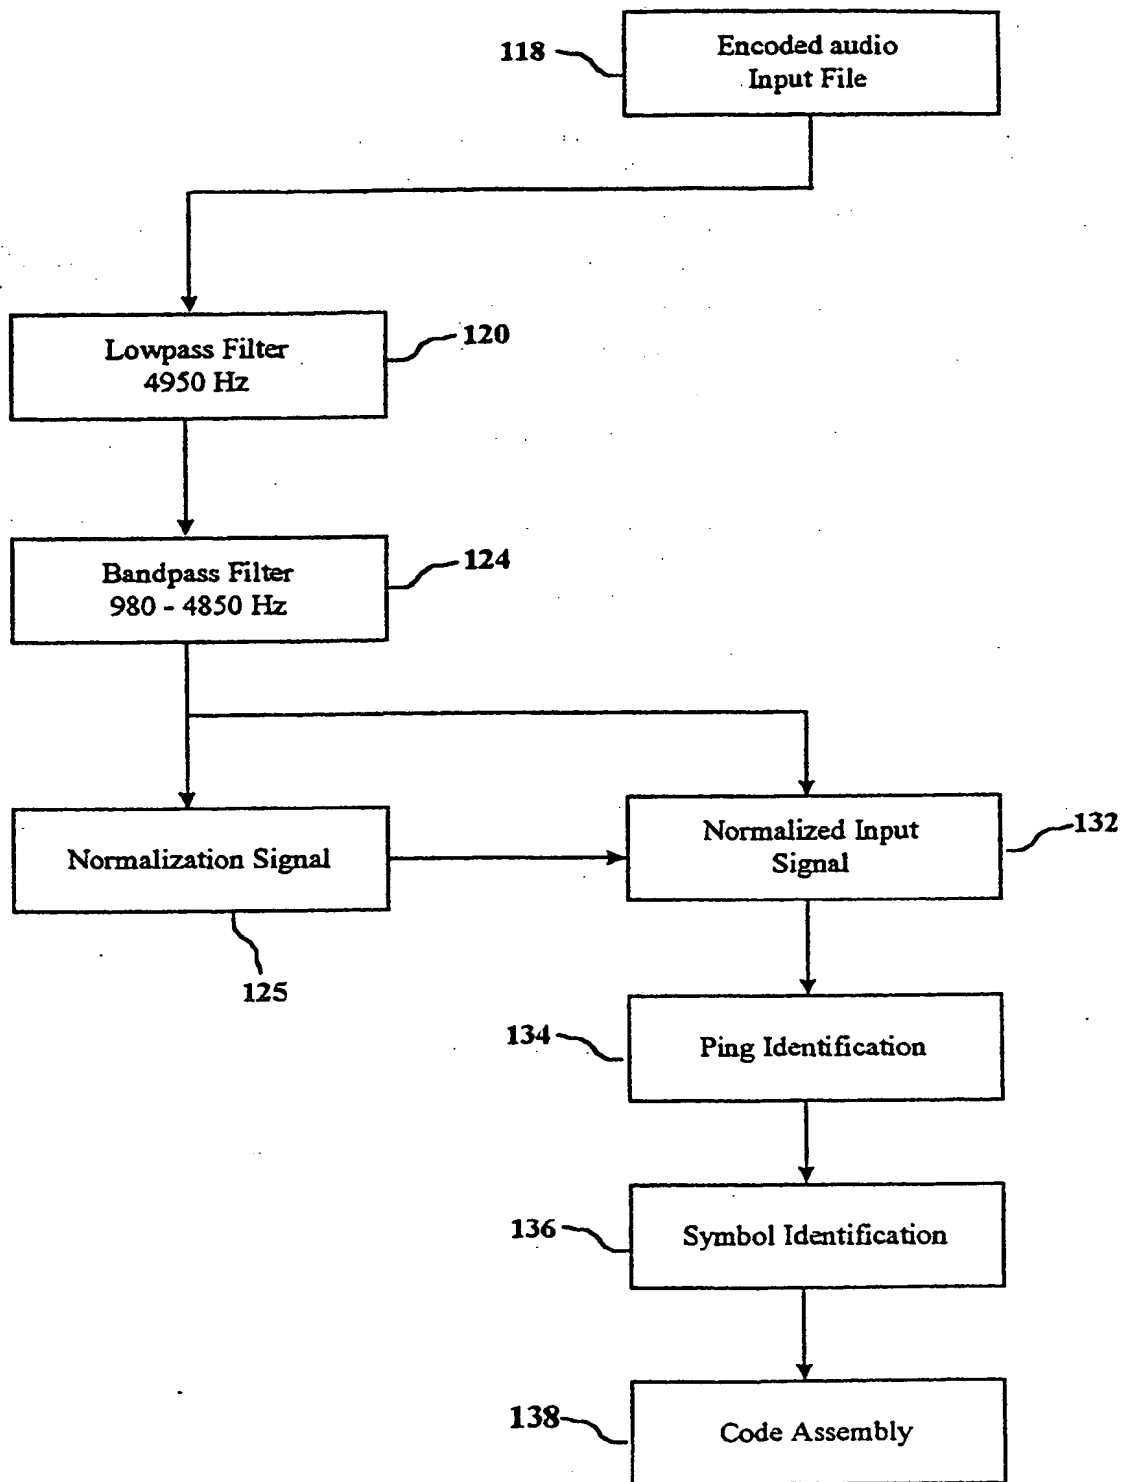 118
Encoded audio
Input File
Lowpass Filter
4950 Hz
120
Bandpass Filter
980 - 4850 Hz
124
Normalization Signal
125
Normalized Input
Signal
132
134
Ping Identification
136
Symbol Identification
138
Code Assembly